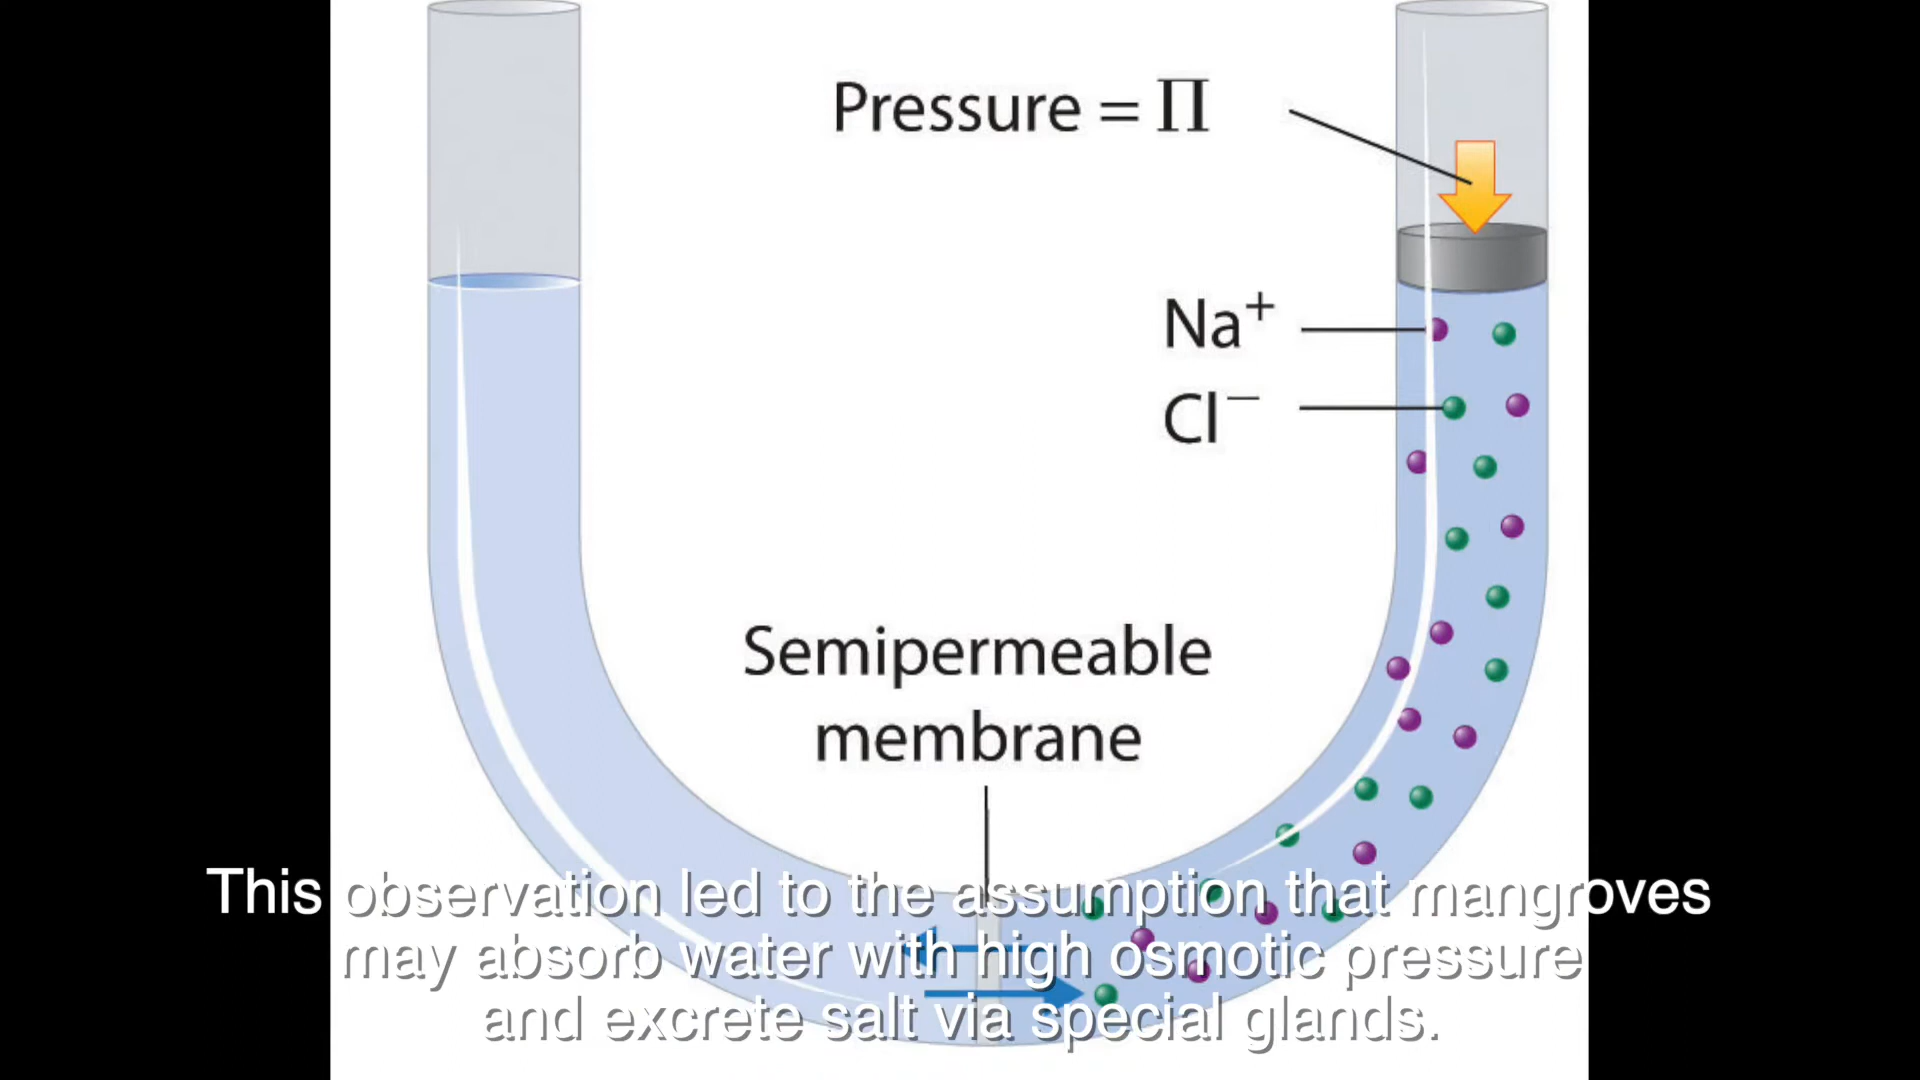 Pressure = Π
Na⁺
Cl⁻
Semipermeable
membrane
This observation led to the assumption that mangroves
may absorb water with high osmotic pressure
and excrete salt via special glands.